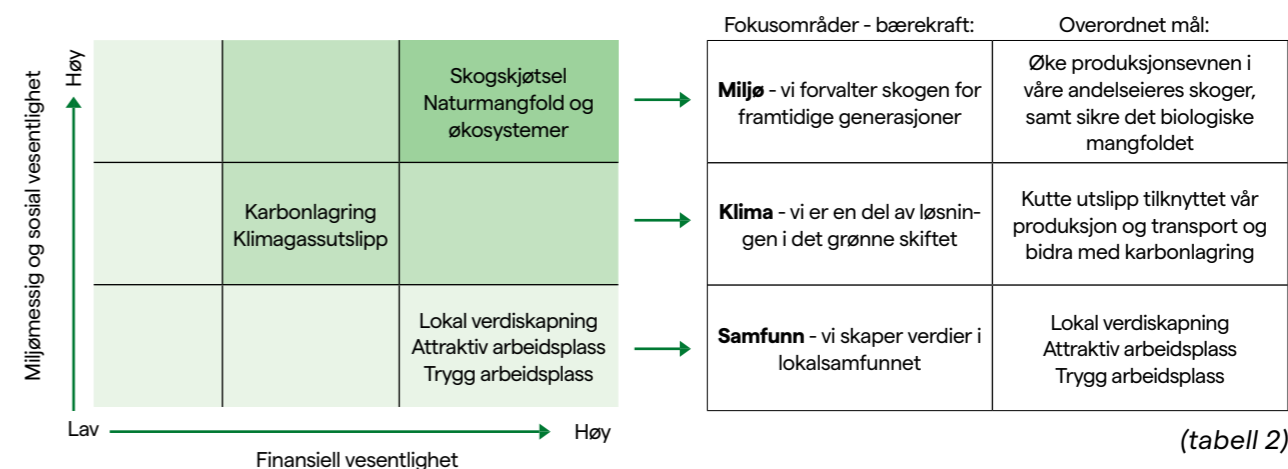 Miljømessig og sosial vesentlighet
Høy
Skogskjøtsel
Naturmangfold og
økosystemer
Karbonlagring
Klimagassutslipp
Lokal verdiskapning
Attraktiv arbeidsplass
Trygg arbeidsplass
Lav
Høy
Finansiell vesentlighet
Fokusområder - bærekraft:
Overordnet mål:
Miljø - vi forvalter skogen for
framtidige generasjoner
Øke produksjonsevnen i
våre andelseieres skoger,
samt sikre det biologiske
mangfoldet
Klima - vi er en del av løsnin-
gen i det grønne skiftet
Kutte utslipp tilknyttet vår
produksjon og transport og
bidra med karbonlagring
Samfunn - vi skaper verdier i
lokalsamfunnet
Lokal verdiskapning
Attraktiv arbeidsplass
Trygg arbeidsplass
(tabell 2)